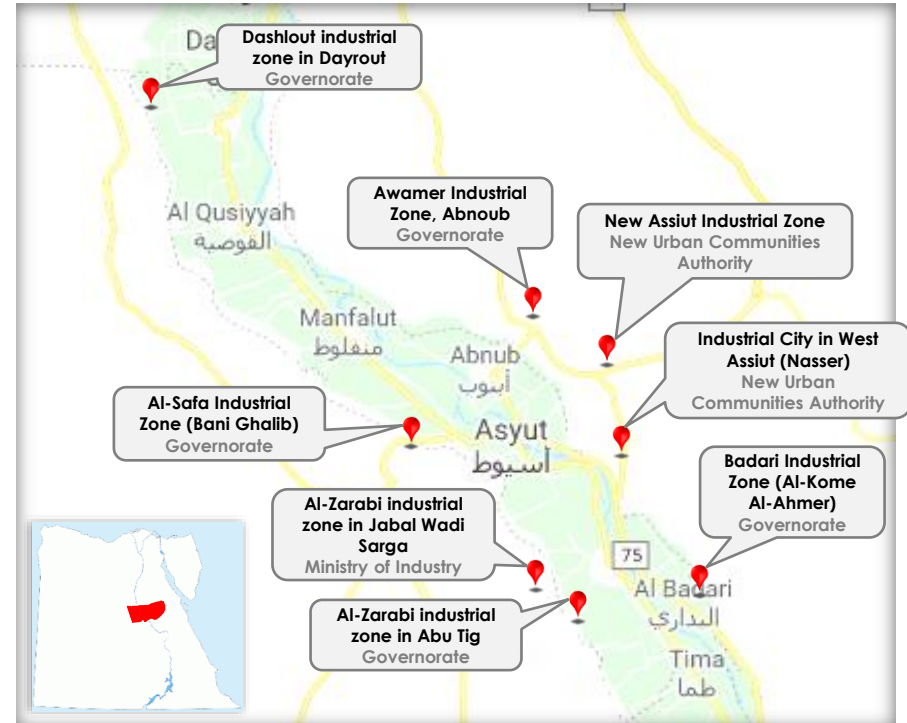 Da
Dashlout industrial
zone in Dayrout
Governorate
Al Qusiyyah
القوصية
Awamer Industrial
Zone, Abnoub
Governorate
New Assiut Industrial Zone
New Urban Communities
Authority
Manfalut
منفلوط
Abnub
أبنوب
Industrial City in West
Assiut (Nasser)
New Urban
Communities Authority
Al-Safa Industrial
Zone (Bani Ghalib)
Governorate
Asyut
أسيوط
Badari Industrial
Zone (Al-Kome
Al-Ahmer)
Governorate
Al-Zarabi industrial
zone in Jabal Wadi
Sarga
Ministry of Industry
75
Al Badari
البداري
Al-Zarabi industrial
zone in Abu Tig
Governorate
Tima
طما